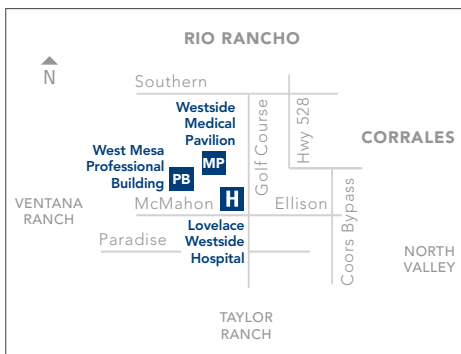 RIO RANCHO
N
Southern
Westside
Medical
Pavilion
MP
Golf Course
Hwy 528
CORRALES
West Mesa
Professional
Building
PB
VENTANA
RANCH
McMahon
H
Ellison
Coors Bypass
Lovelace
Westside
Hospital
Paradise
NORTH
VALLEY
TAYLOR
RANCH